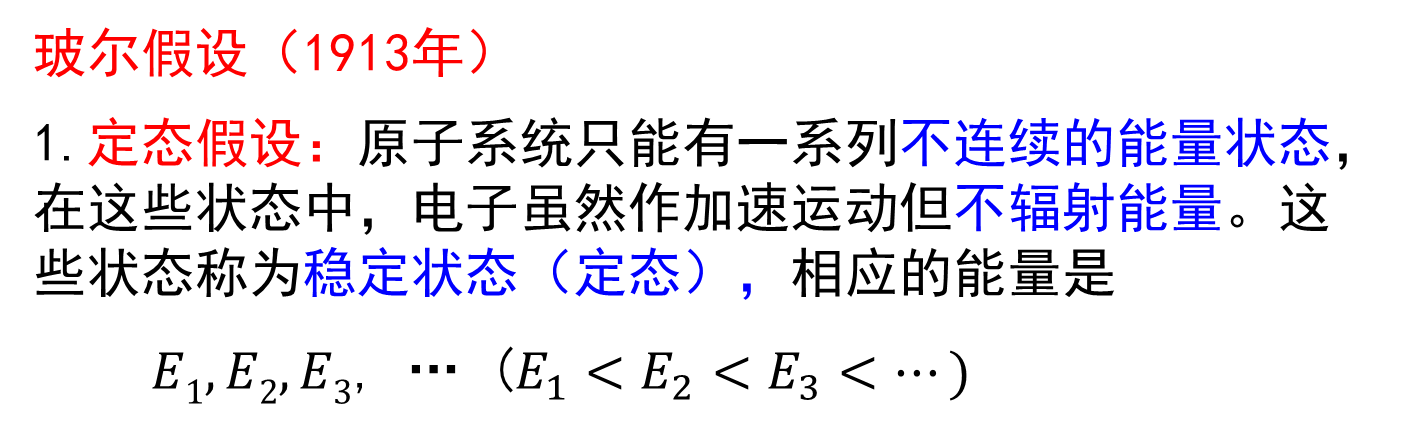 玻尔假设（1913年）
1.定态假设：原子系统只能有一系列不连续的能量状态，
在这些状态中，电子虽然作加速运动但不辐射能量。这
些状态称为稳定状态（定态），相应的能量是
E₁, E₂, E₃, ⋯ (E₁ < E₂ < E₃ < ⋯)